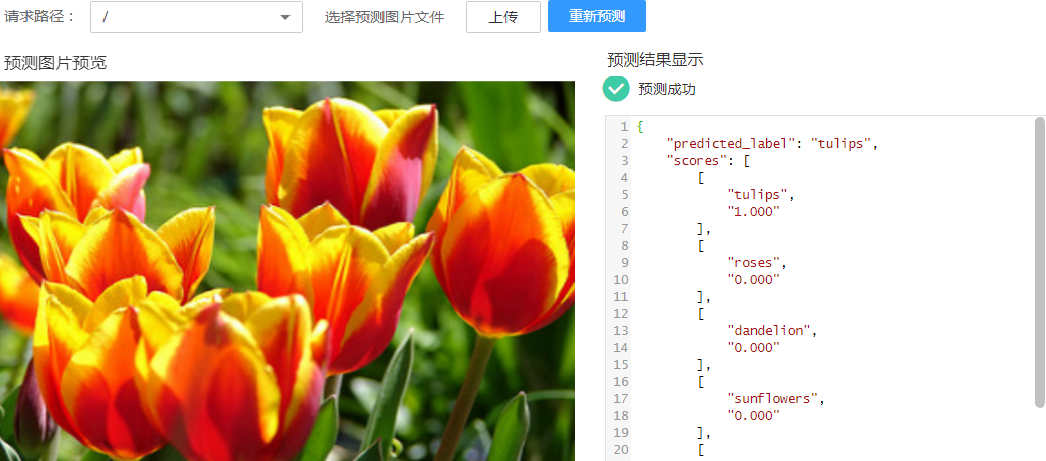 请求路径： / 选择预测图片文件 上传 重新预测
预测图片预览
预测结果显示
预测成功
1 {
2 "predicted_label": "tulips",
3 "scores": [
4 [
5 "tulips",
6 "1.000"
7 ],
8 [
9 "roses",
10 "0.000"
11 ],
12 [
13 "dandelion",
14 "0.000"
15 ],
16 [
17 "sunflowers",
18 "0.000"
19 ],
20 [